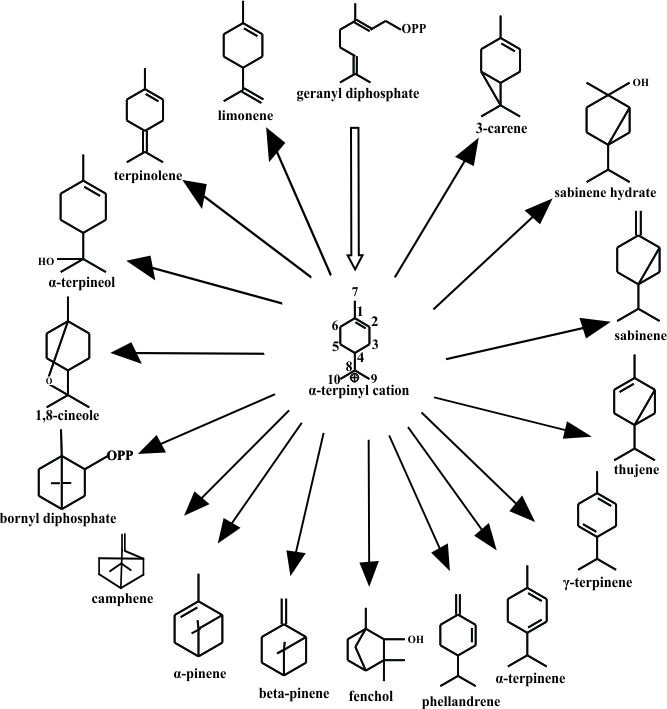 limonene
OPP
geranyl diphosphate
3-carene
OH
sabinene hydrate
terpinolene
HO
α-terpineol
sabinene
7
1
6
2
5
3
4
8
10
9
α-terpinyl cation
O
1,8-cineole
thujene
OPP
bornyl diphosphate
γ-terpinene
camphene
α-pinene
beta-pinene
OH
fenchol
phellandrene
α-terpinene